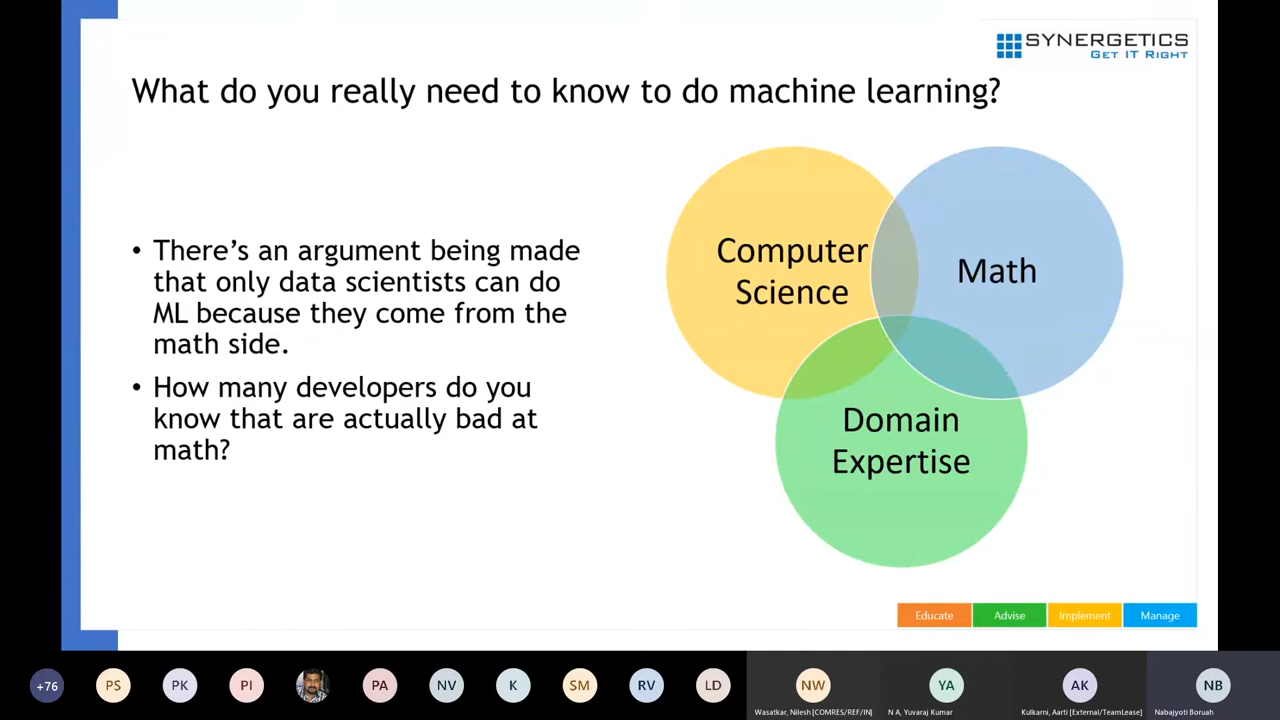 SYNERGETICS
GET IT RIGHT
What do you really need to know to do machine learning?
• There’s an argument being made
that only data scientists can do
ML because they come from the
math side.
• How many developers do you
know that are actually bad at
math?
Computer
Science
Math
Domain
Expertise
Educate Advise Implement Manage
+76 PS PK PI PA NV K SM RV LD NW YA AK NB
Wasatkar, Nilesh [COMRES/REF/IN] N A, Yuvaraj Kumar Kulkarni, Aarti [External/TeamLease] Nabajyoti Boruah